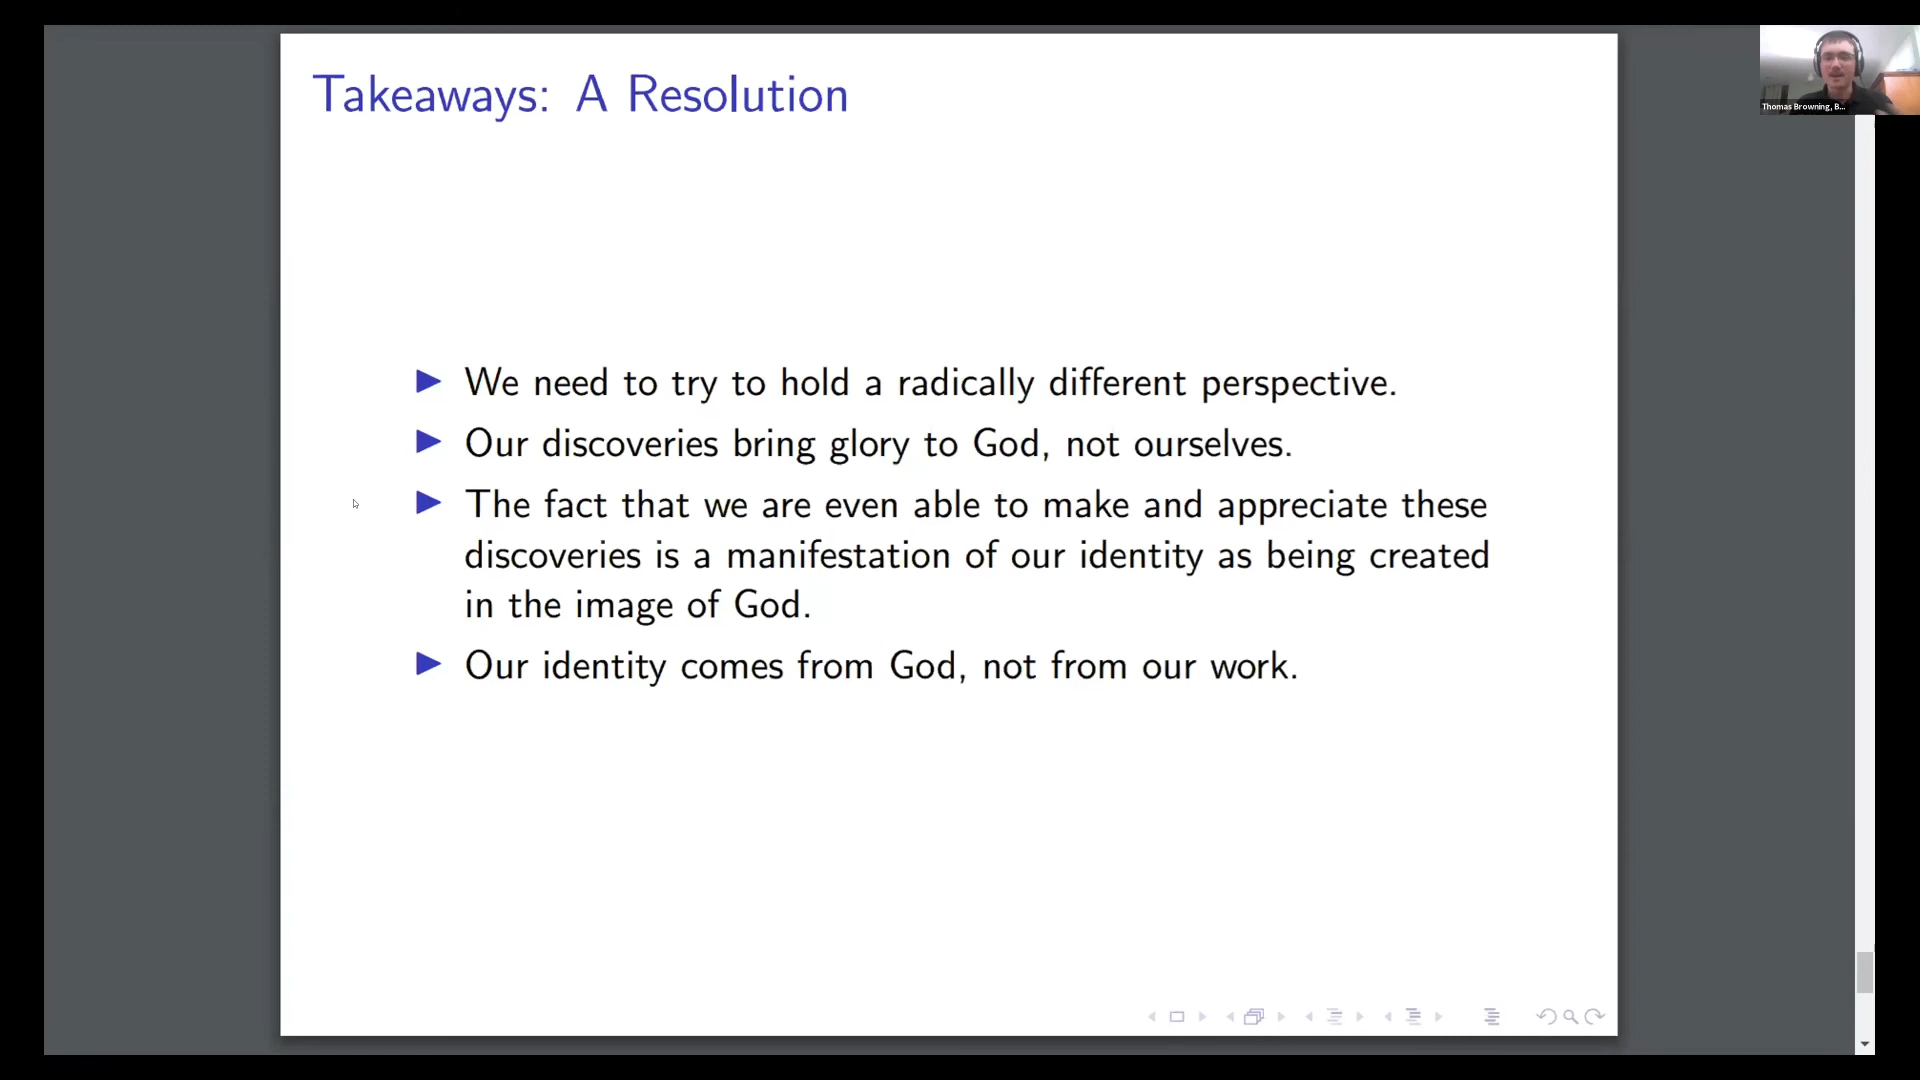 Takeaways: A Resolution
Thomas Browning, B...
We need to try to hold a radically different perspective.
Our discoveries bring glory to God, not ourselves.
The fact that we are even able to make and appreciate these
discoveries is a manifestation of our identity as being created
in the image of God.
Our identity comes from God, not from our work.